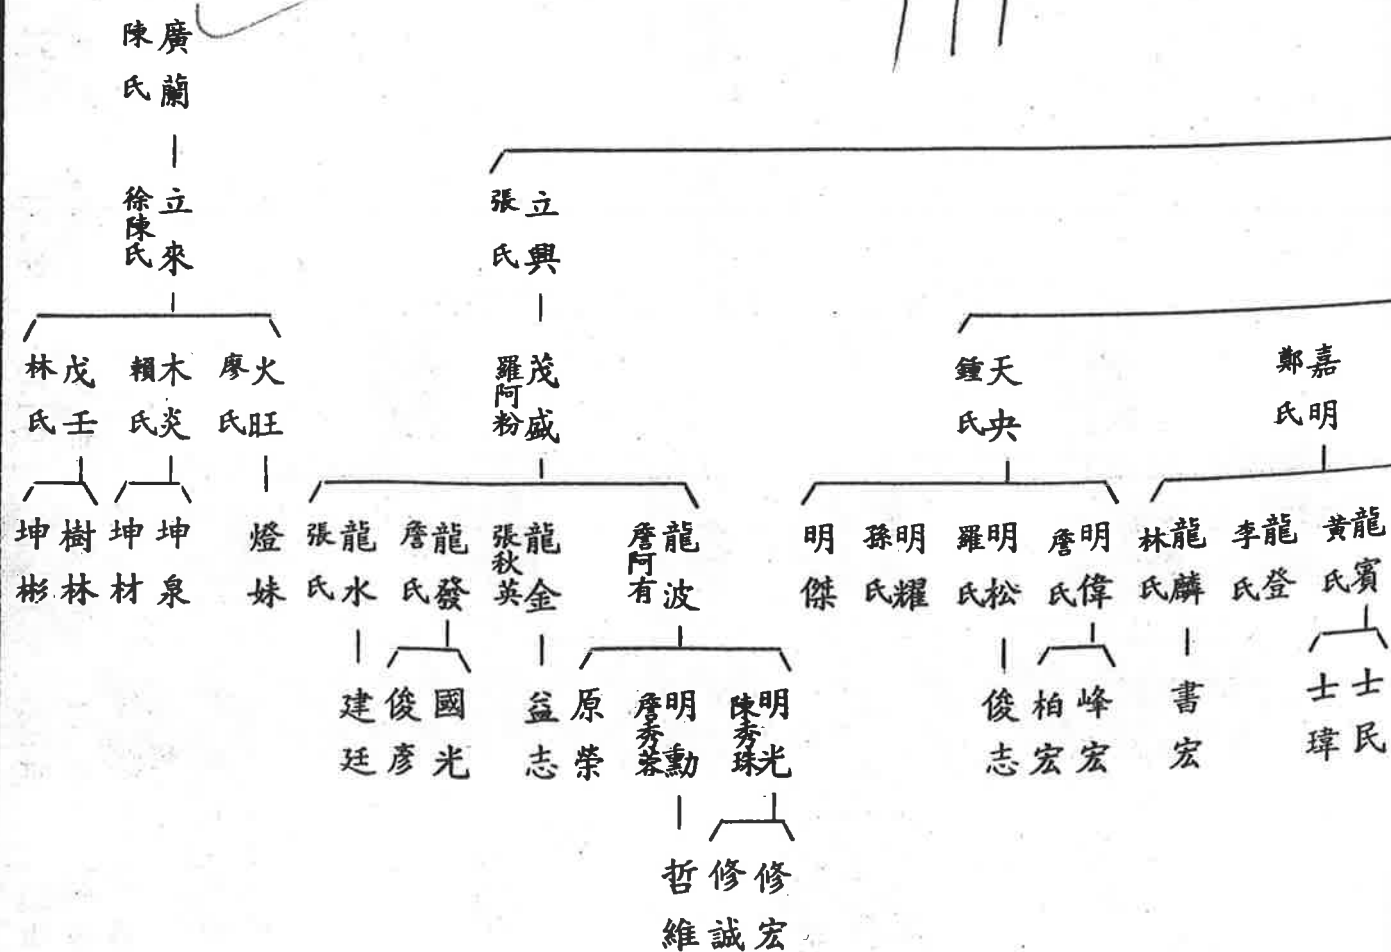 廣蘭
陳氏
立興
張氏
立來
徐陳氏
嘉明
鄭氏
天央
鍾氏
茂盛
羅阿粉
火旺
廖氏
木炎
賴氏
戊壬
林氏
龍賓
黃氏
龍登
李氏
龍麟
林氏
明偉
詹氏
明松
羅氏
明耀
孫氏
明傑
龍波
詹阿有
龍金
張秋英
龍發
詹氏
龍水
張氏
燈妹
坤泉
坤材
樹林
坤彬
士民
士瑋
書宏
峰宏
柏宏
俊志
明光
陳秀珠
明勳
詹秀蓉
原榮
益志
國光
俊彥
建廷
修宏
修誠
哲維